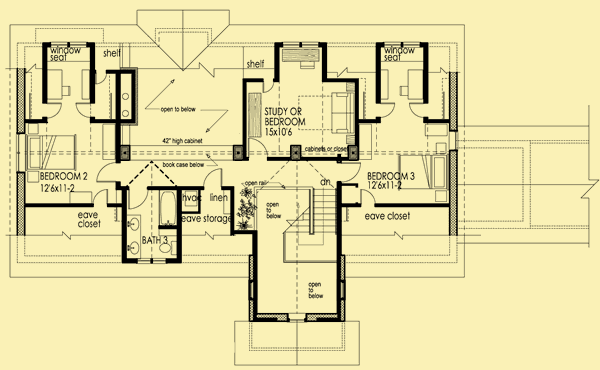 window
seat
shelf
shelf
window
seat
open to below
STUDY OR
BEDROOM
15x10'6
42" high cabinet
cabinets or closet
book case below
BEDROOM 2
12'6x11-2
BEDROOM 3
12'6x11-2
open rail
dn
hvac
linen
eave
closet
eave storage
open
to
below
eave closet
BATH 3
open
to
below